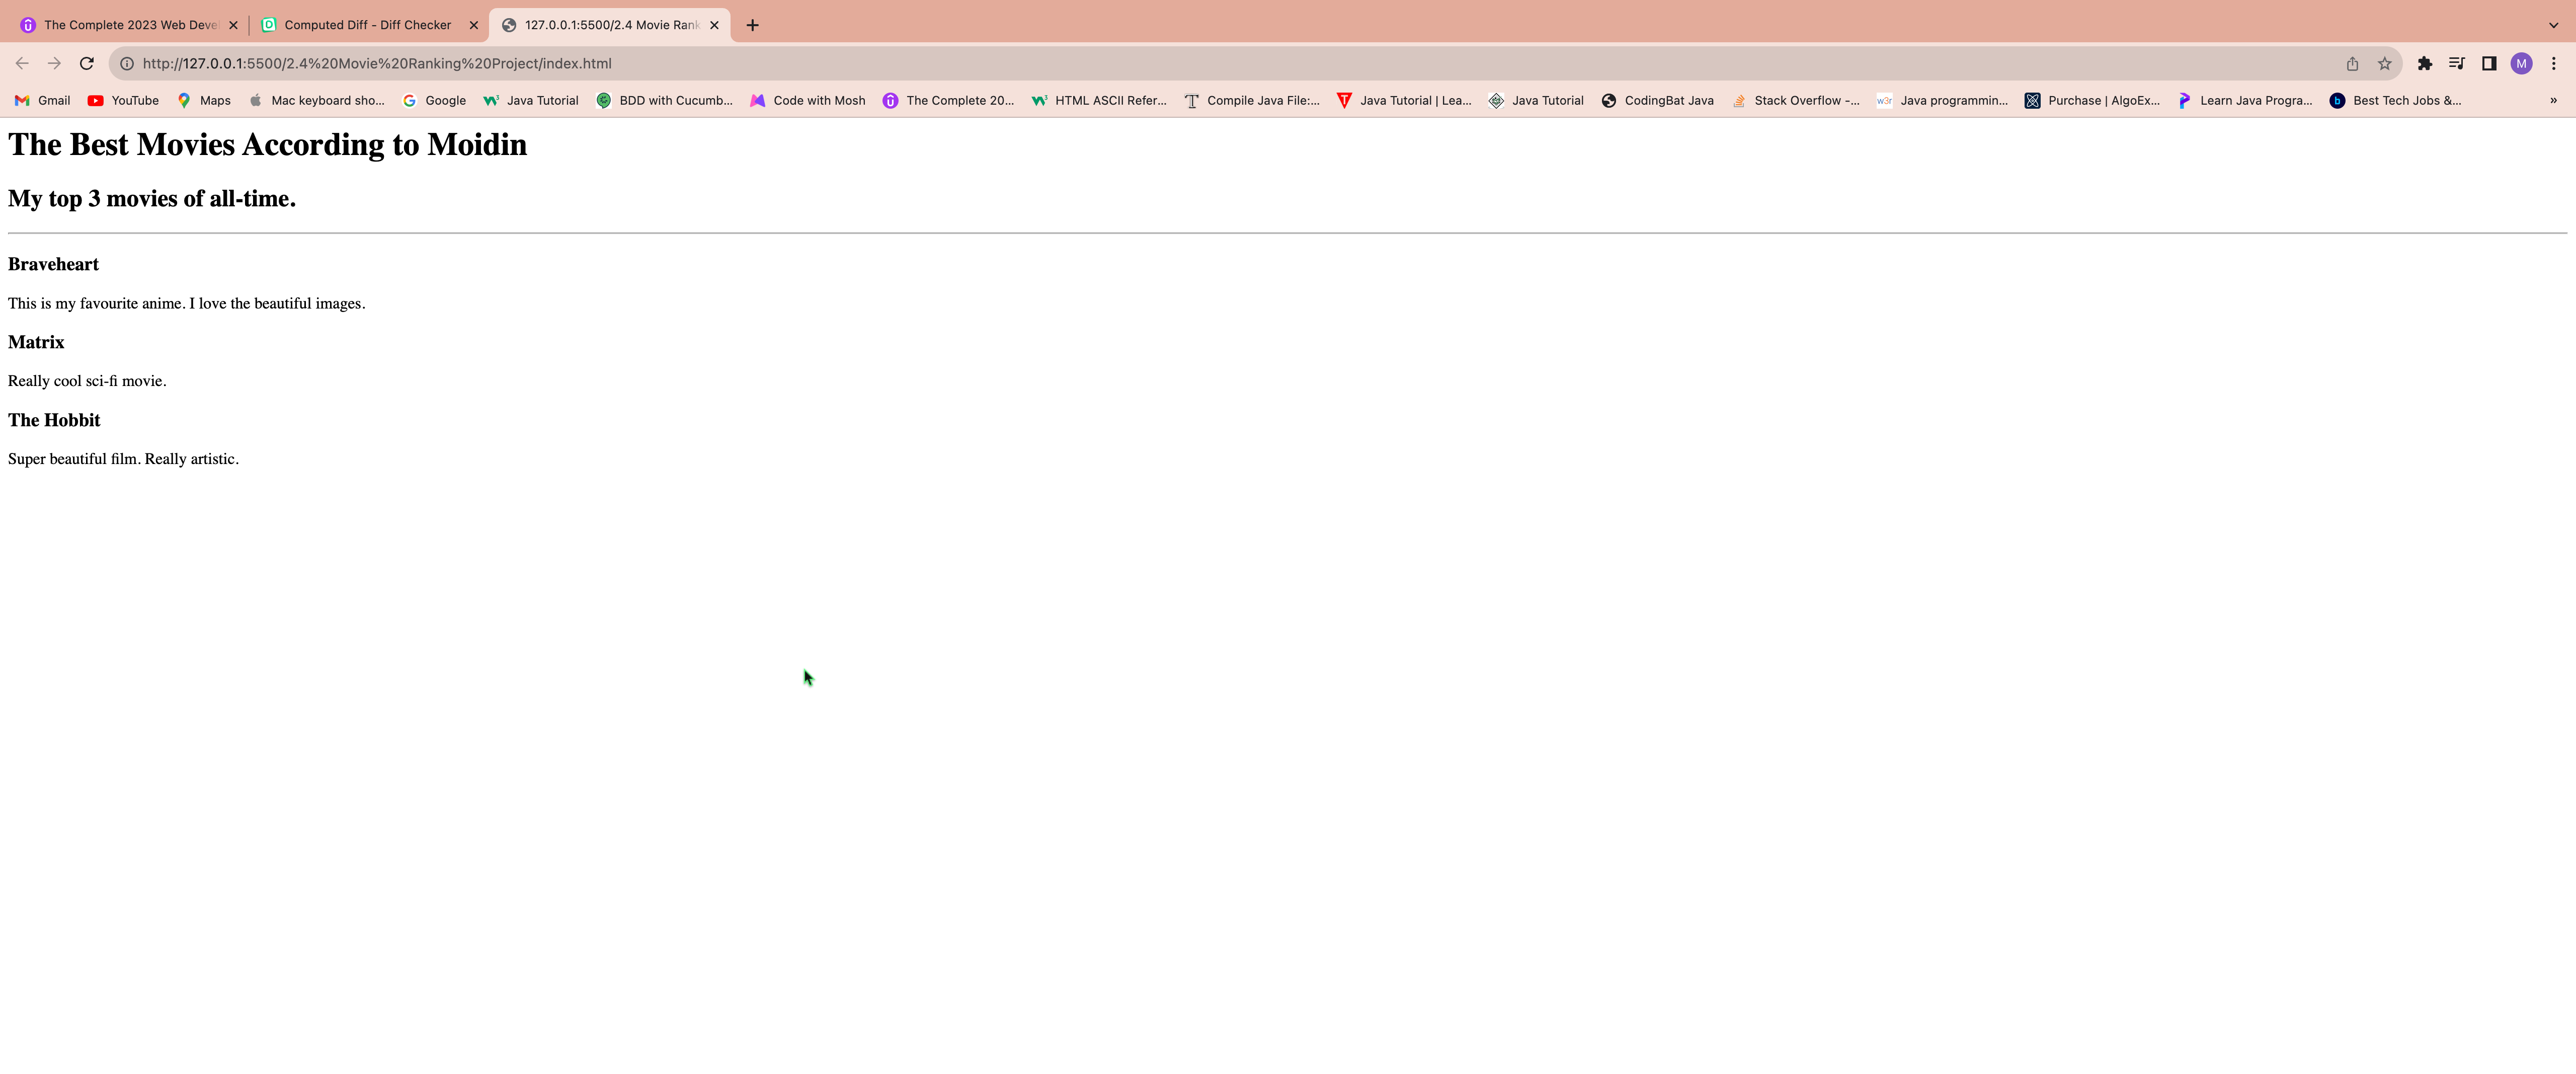 The Complete 2023 Web Deve
Computed Diff - Diff Checker
127.0.0.1:5500/2.4 Movie Rank
http://127.0.0.1:5500/2.4%20Movie%20Ranking%20Project/index.html
M
Gmail YouTube Maps Mac keyboard sho... Google Java Tutorial BDD with Cucumb... Code with Mosh The Complete 20... HTML ASCII Refer... Compile Java File:... Java Tutorial | Lea... Java Tutorial CodingBat Java Stack Overflow -... w3r Java programmin... Purchase | AlgoEx... Learn Java Progra... Best Tech Jobs &... »
The Best Movies According to Moidin
My top 3 movies of all-time.
Braveheart
This is my favourite anime. I love the beautiful images.
Matrix
Really cool sci-fi movie.
The Hobbit
Super beautiful film. Really artistic.